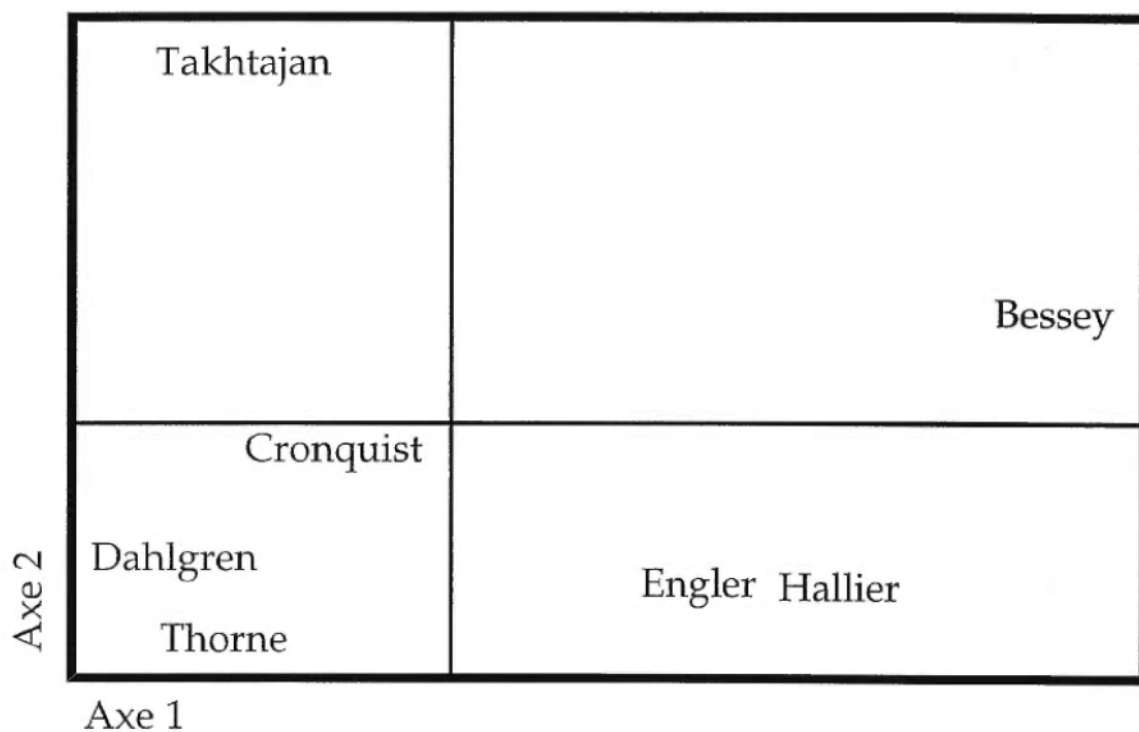 Takhtajan
Bessey
Cronquist
Dahlgren
Engler Hallier
Thorne
Axe 2
Axe 1